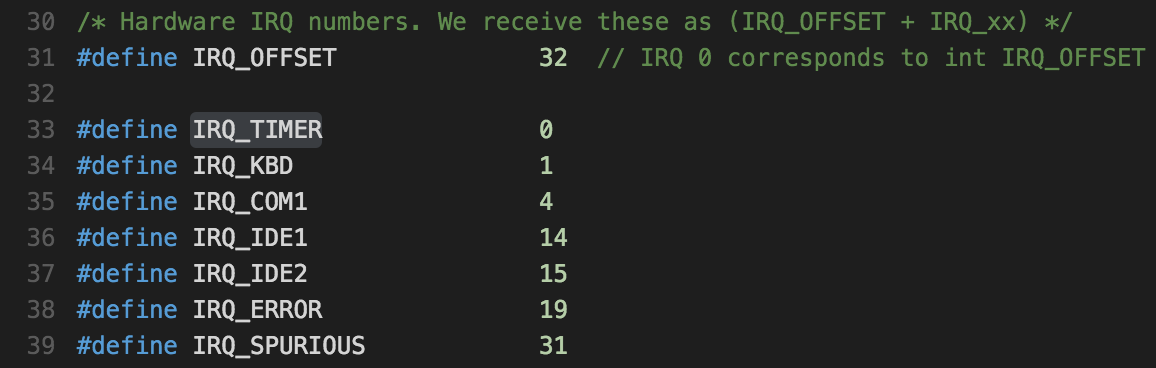 30 /* Hardware IRQ numbers. We receive these as (IRQ_OFFSET + IRQ_xx) */
31 #define IRQ_OFFSET 32 // IRQ 0 corresponds to int IRQ_OFFSET
32
33 #define IRQ_TIMER 0
34 #define IRQ_KBD 1
35 #define IRQ_COM1 4
36 #define IRQ_IDE1 14
37 #define IRQ_IDE2 15
38 #define IRQ_ERROR 19
39 #define IRQ_SPURIOUS 31